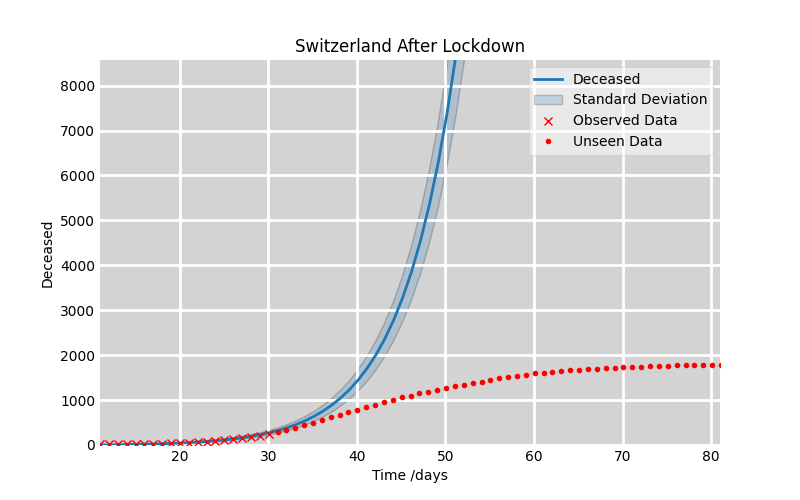 Switzerland After Lockdown
Deceased
Standard Deviation
Observed Data
Unseen Data
8000
7000
6000
5000
4000
3000
2000
1000
0
Deceased
20 30 40 50 60 70 80
Time /days